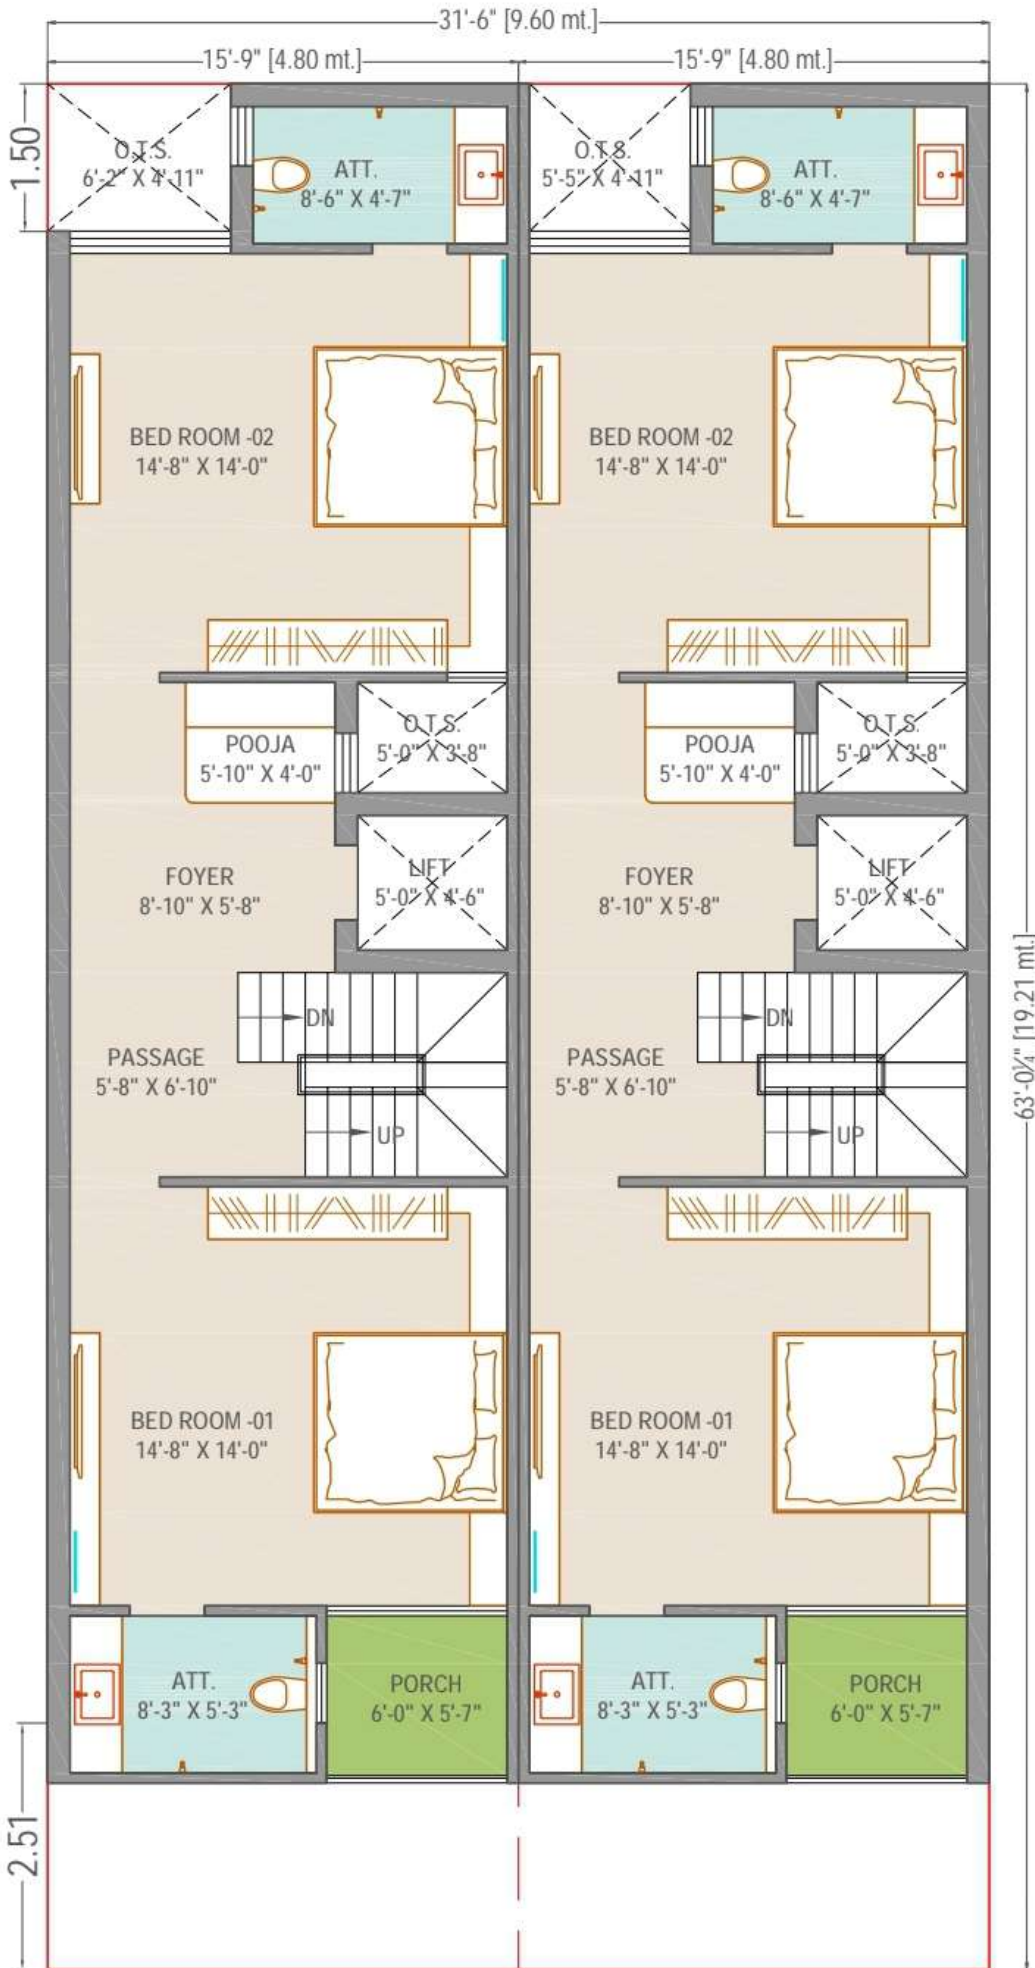 31'-6" [9.60 mt.]
15'-9" [4.80 mt.]
15'-9" [4.80 mt.]
1.50
O.T.S.
6'-2" X 4'-11"
ATT.
8'-6" X 4'-7"
O.T.S.
5'-5" X 4'-11"
ATT.
8'-6" X 4'-7"
BED ROOM -02
14'-8" X 14'-0"
BED ROOM -02
14'-8" X 14'-0"
POOJA
5'-10" X 4'-0"
O.T.S.
5'-0" X 3'-8"
POOJA
5'-10" X 4'-0"
O.T.S.
5'-0" X 3'-8"
FOYER
8'-10" X 5'-8"
LIFT
5'-0" X 4'-6"
FOYER
8'-10" X 5'-8"
LIFT
5'-0" X 4'-6"
DN
DN
PASSAGE
5'-8" X 6'-10"
PASSAGE
5'-8" X 6'-10"
63'-0¼" [19.21 mt.]
UP
UP
BED ROOM -01
14'-8" X 14'-0"
BED ROOM -01
14'-8" X 14'-0"
ATT.
8'-3" X 5'-3"
PORCH
6'-0" X 5'-7"
ATT.
8'-3" X 5'-3"
PORCH
6'-0" X 5'-7"
2.51